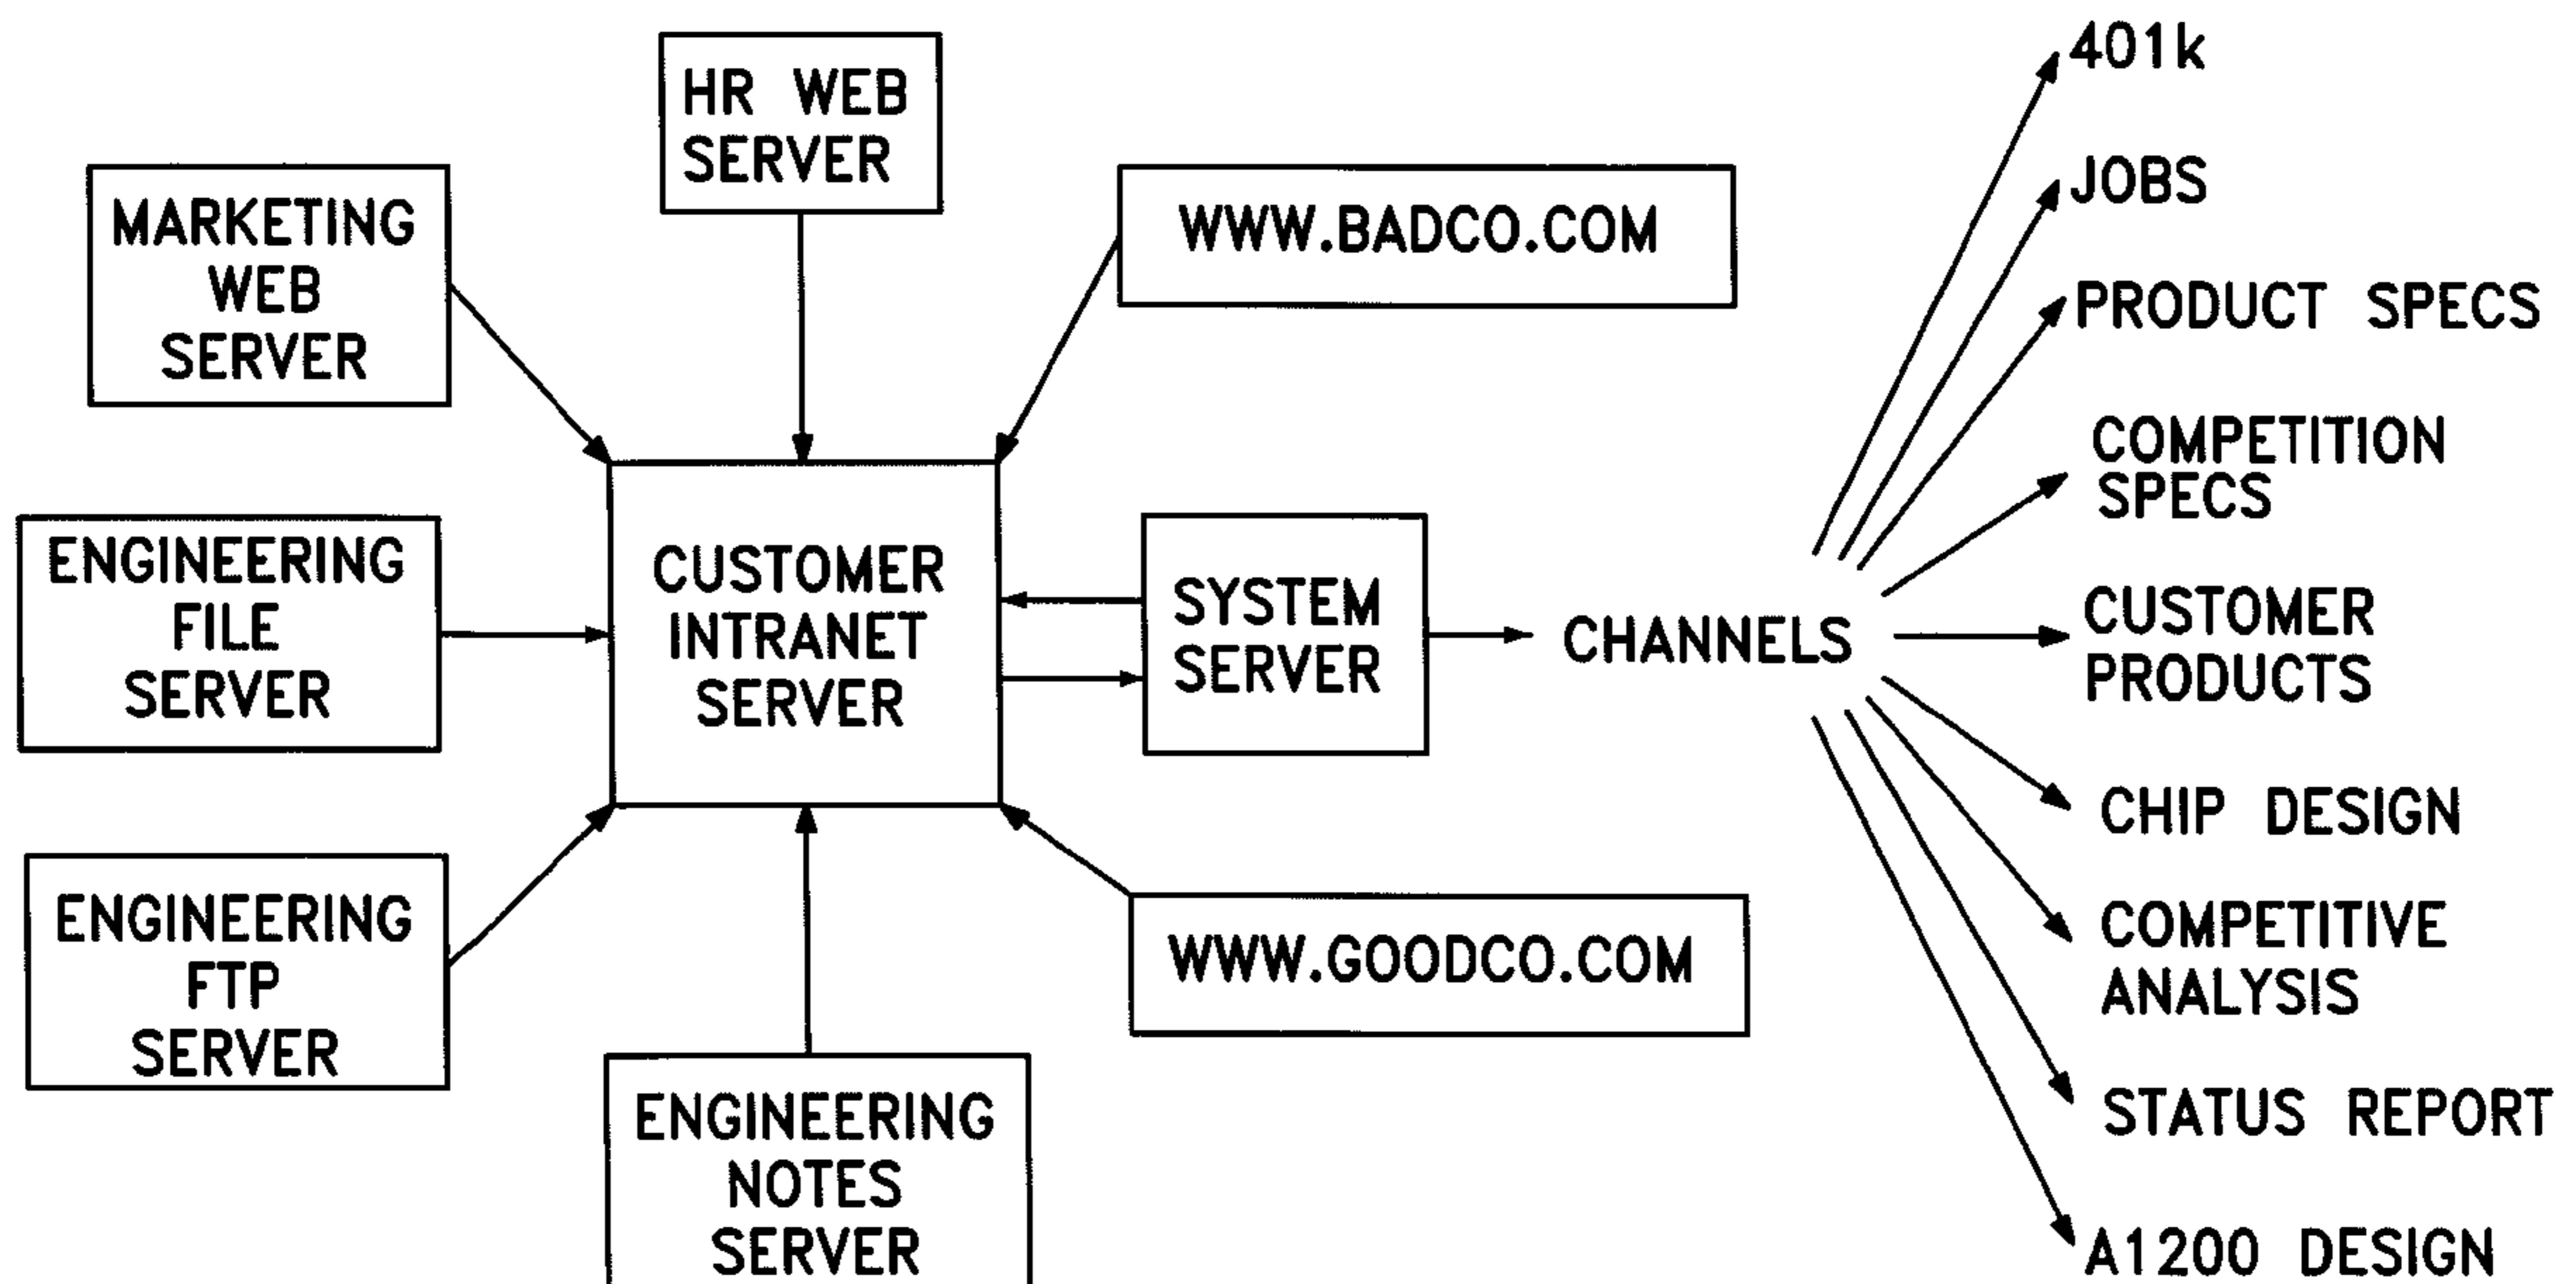 HR WEB
SERVER
MARKETING
WEB
SERVER
WWW.BADCO.COM
ENGINEERING
FILE
SERVER
CUSTOMER
INTRANET
SERVER
SYSTEM
SERVER
CHANNELS
ENGINEERING
FTP
SERVER
WWW.GOODCO.COM
ENGINEERING
NOTES
SERVER
401k
JOBS
PRODUCT SPECS
COMPETITION
SPECS
CUSTOMER
PRODUCTS
CHIP DESIGN
COMPETITIVE
ANALYSIS
STATUS REPORT
A1200 DESIGN